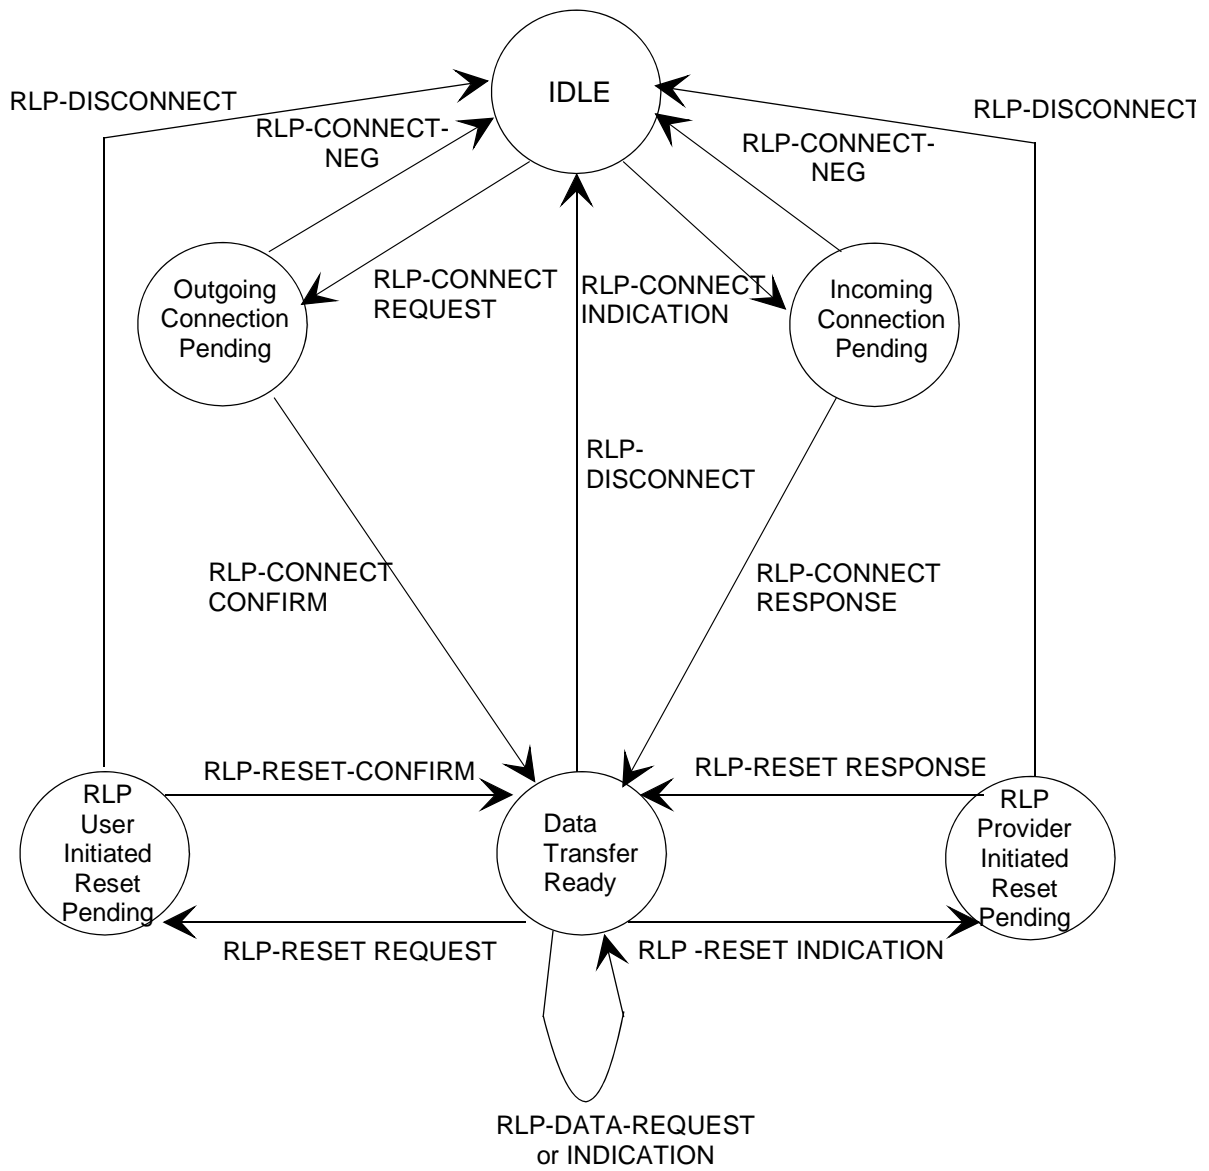 IDLE
RLP-DISCONNECT
RLP-DISCONNECT
RLP-CONNECT-
NEG
RLP-CONNECT-
NEG
Outgoing
Connection
Pending
RLP-CONNECT
REQUEST
RLP-CONNECT
INDICATION
Incoming
Connection
Pending
RLP-
DISCONNECT
RLP-CONNECT
CONFIRM
RLP-CONNECT
RESPONSE
RLP-RESET-CONFIRM
RLP-RESET RESPONSE
RLP
User
Initiated
Reset
Pending
Data
Transfer
Ready
RLP
Provider
Initiated
Reset
Pending
RLP-RESET REQUEST
RLP -RESET INDICATION
RLP-DATA-REQUEST
or INDICATION